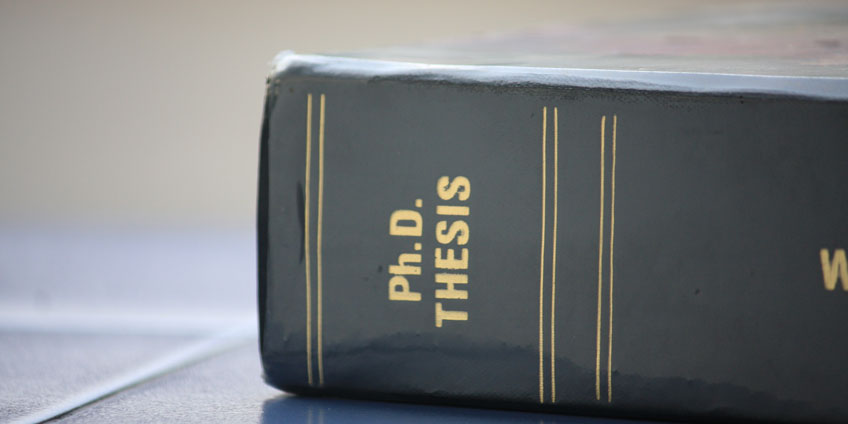 Ph.D.
THESIS
W